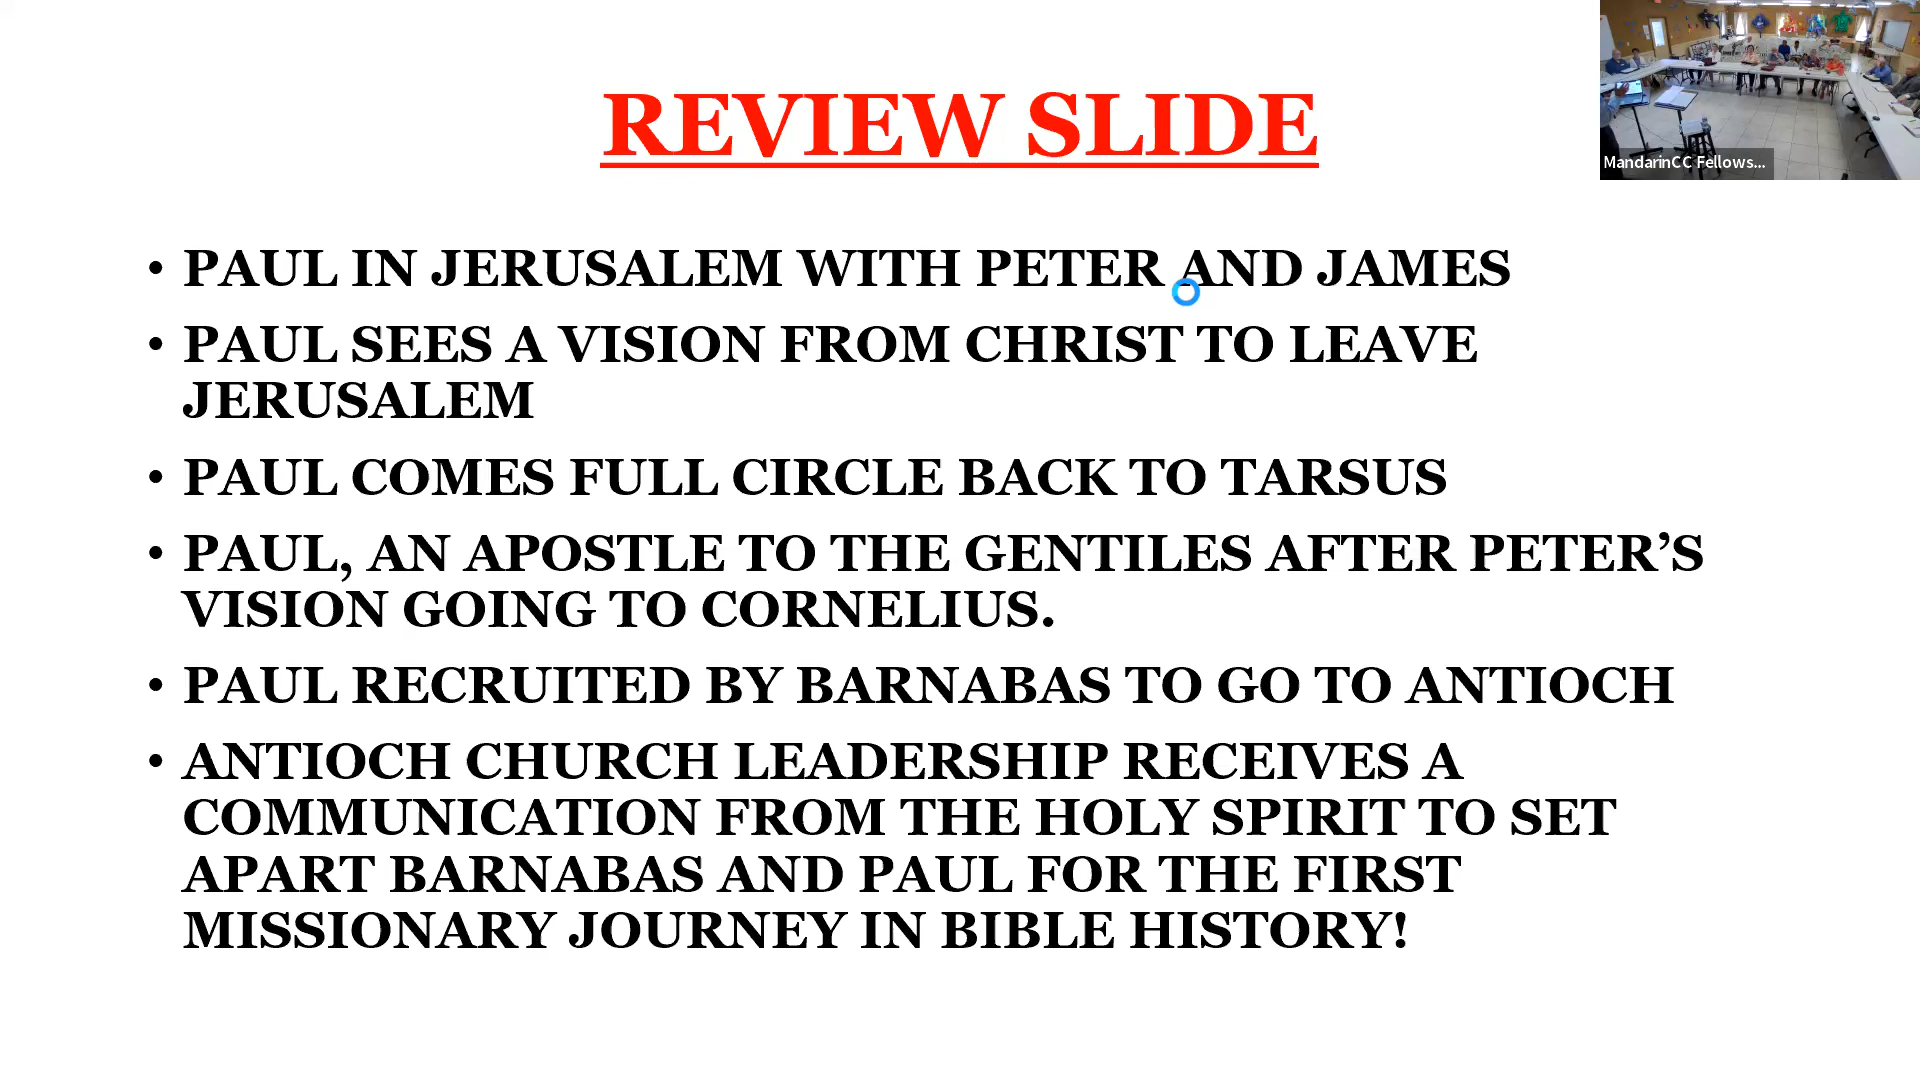 REVIEW SLIDE
MandarinCC Fellows...
• PAUL IN JERUSALEM WITH PETER AND JAMES
• PAUL SEES A VISION FROM CHRIST TO LEAVE
JERUSALEM
• PAUL COMES FULL CIRCLE BACK TO TARSUS
• PAUL, AN APOSTLE TO THE GENTILES AFTER PETER’S
VISION GOING TO CORNELIUS.
• PAUL RECRUITED BY BARNABAS TO GO TO ANTIOCH
• ANTIOCH CHURCH LEADERSHIP RECEIVES A
COMMUNICATION FROM THE HOLY SPIRIT TO SET
APART BARNABAS AND PAUL FOR THE FIRST
MISSIONARY JOURNEY IN BIBLE HISTORY!